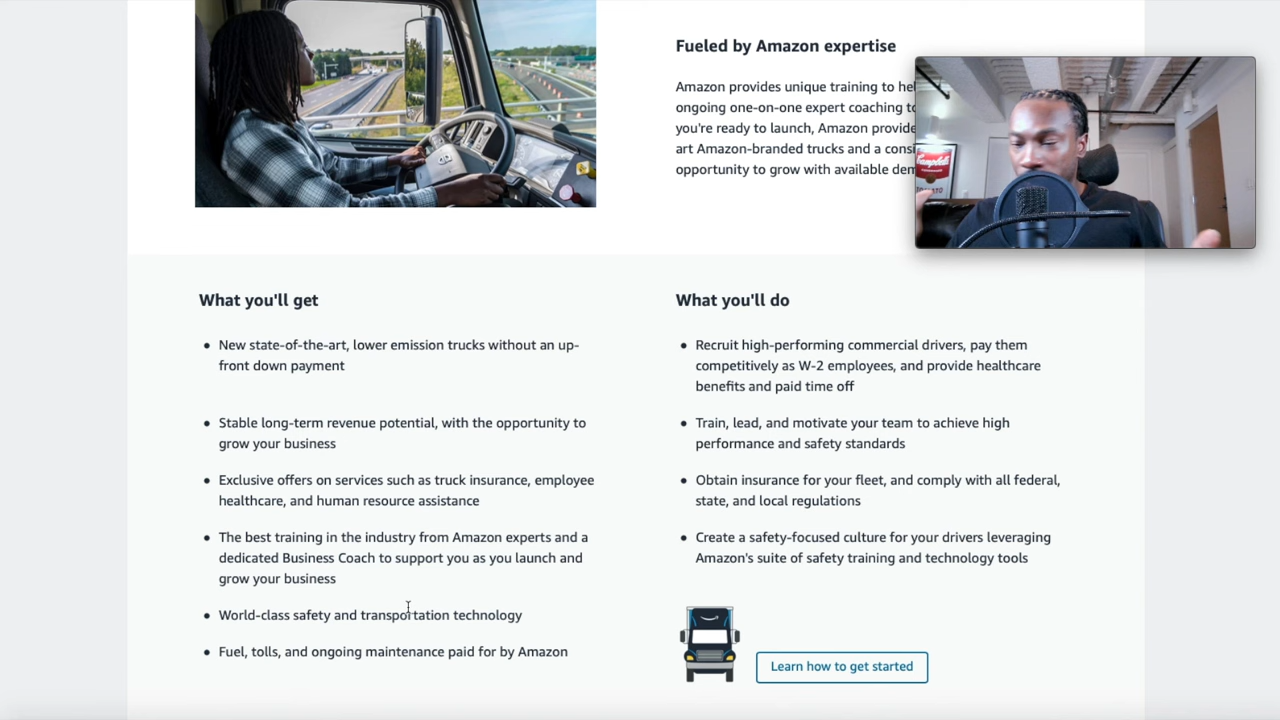 Fueled by Amazon expertise
Amazon provides unique training to
ongoing one-on-one expert coaching
you're ready to launch, Amazon
art Amazon-branded trucks and a
opportunity to grow with available
Campbell's
What you'll get
New state-of-the-art, lower emission trucks without an up-
front down payment
Stable long-term revenue potential, with the opportunity to
grow your business
Exclusive offers on services such as truck insurance, employee
healthcare, and human resource assistance
The best training in the industry from Amazon experts and a
dedicated Business Coach to support you as you launch and
grow your business
World-class safety and transportation technology
Fuel, tolls, and ongoing maintenance paid for by Amazon
What you'll do
Recruit high-performing commercial drivers, pay them
competitively as W-2 employees, and provide healthcare
benefits and paid time off
Train, lead, and motivate your team to achieve high
performance and safety standards
Obtain insurance for your fleet, and comply with all federal,
state, and local regulations
Create a safety-focused culture for your drivers leveraging
Amazon's suite of safety training and technology tools
Learn how to get started